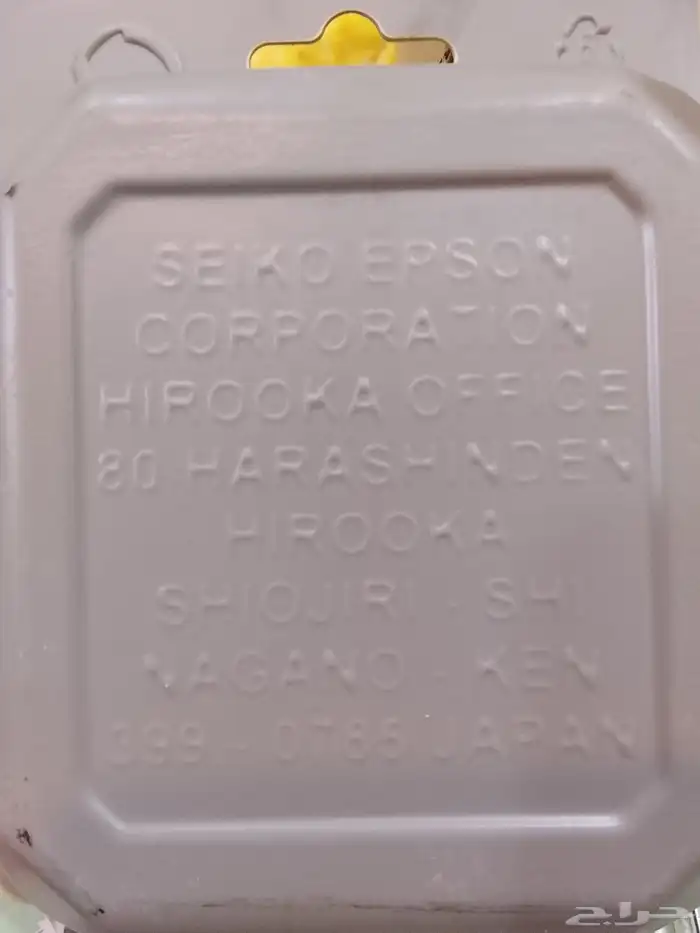 SEIKO EPSON
CORPORATION
HIROOKA OFFICE
80 HARASHINDEN
HIROOKA
SHIOJIRI - SHI
NAGANO - KEN
399 - 0785 JAPAN
حراج